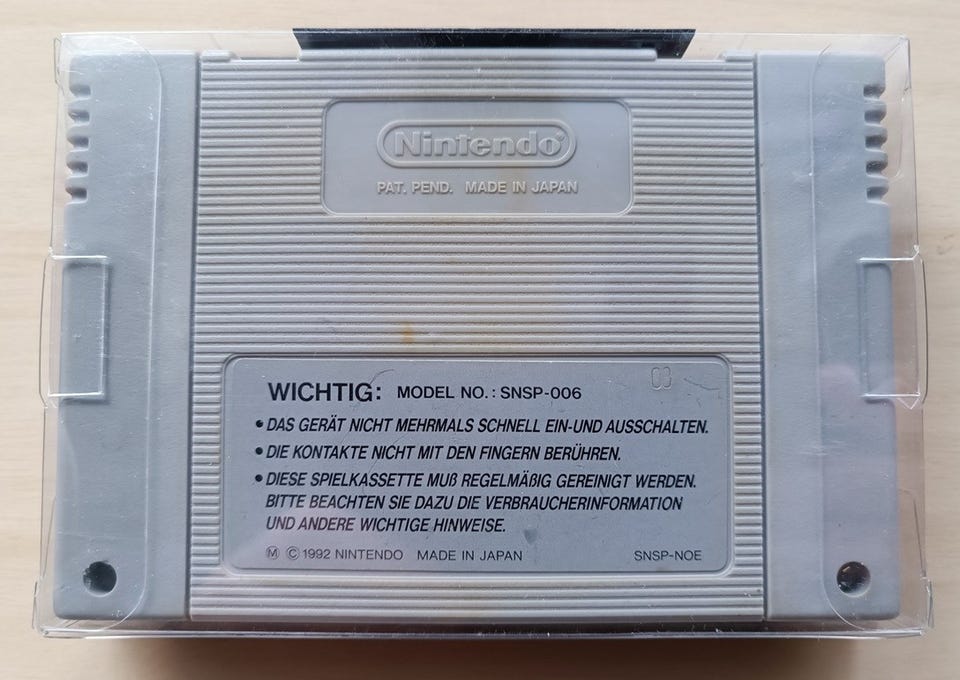 Nintendo®
PAT. PEND. MADE IN JAPAN
03
WICHTIG: MODEL NO.: SNSP-006
• DAS GERÄT NICHT MEHRMALS SCHNELL EIN-UND AUSSCHALTEN.
• DIE KONTAKTE NICHT MIT DEN FINGERN BERÜHREN.
• DIESE SPIELKASSETTE MUß REGELMÄßIG GEREINIGT WERDEN.
BITTE BEACHTEN SIE DAZU DIE VERBRAUCHERINFORMATION
UND ANDERE WICHTIGE HINWEISE.
Ⓜ © 1992 NINTENDO MADE IN JAPAN SNSP-NOE